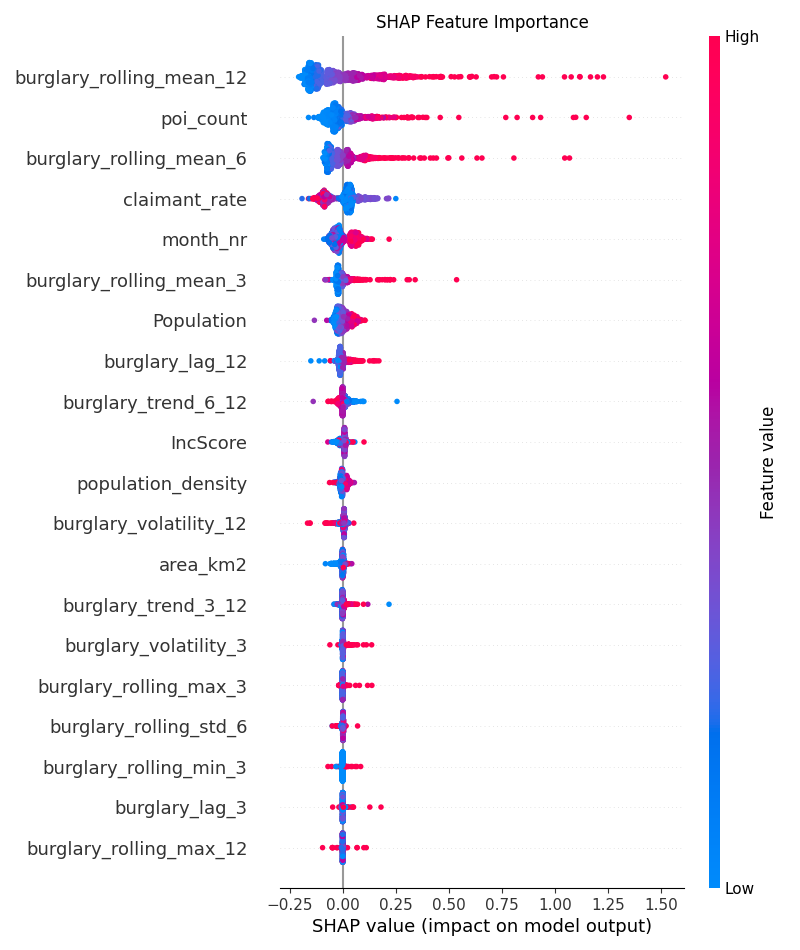 SHAP Feature Importance
High
burglary_rolling_mean_12
poi_count
burglary_rolling_mean_6
claimant_rate
month_nr
burglary_rolling_mean_3
Population
burglary_lag_12
burglary_trend_6_12
IncScore
population_density
burglary_volatility_12
area_km2
burglary_trend_3_12
burglary_volatility_3
burglary_rolling_max_3
burglary_rolling_std_6
burglary_rolling_min_3
burglary_lag_3
burglary_rolling_max_12
Feature value
Low
−0.25 0.00 0.25 0.50 0.75 1.00 1.25 1.50
SHAP value (impact on model output)